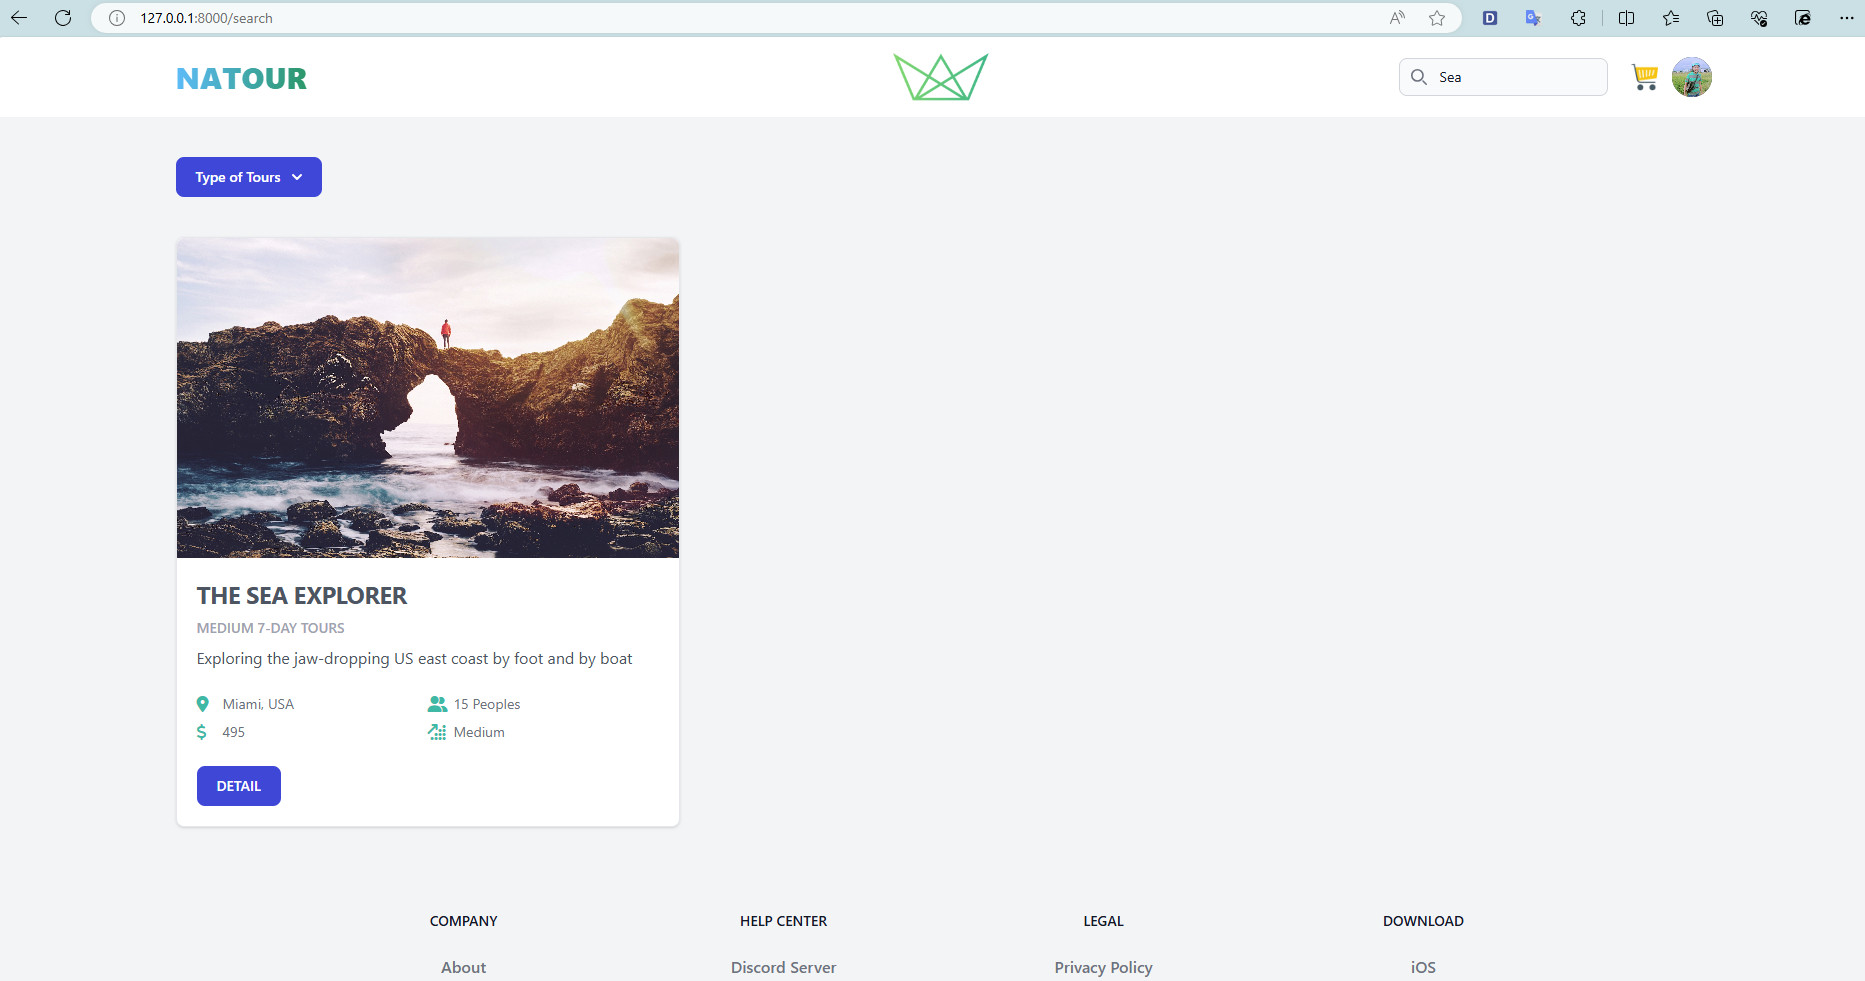 127.0.0.1:8000/search
NATOUR
Sea
Type of Tours
THE SEA EXPLORER
MEDIUM 7-DAY TOURS
Exploring the jaw-dropping US east coast by foot and by boat
Miami, USA
15 Peoples
$ 495
Medium
DETAIL
COMPANY
HELP CENTER
LEGAL
DOWNLOAD
About
Discord Server
Privacy Policy
iOS